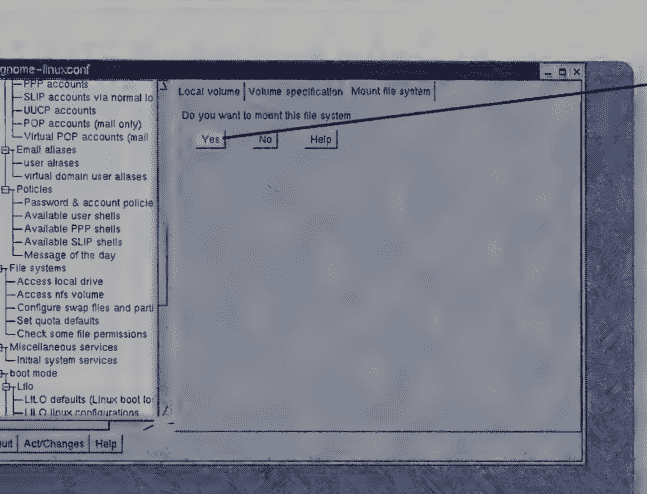 gnome-linuxconf
PPP accounts
SLIP accounts via normal lo
UUCP accounts
POP accounts (mail only)
Virtual POP accounts (mail
Email aliases
user aliases
virtual domain user aliases
Policies
Password & account policie
Available user shells
Available PPP shells
Available SLIP shells
Message of the day
File systems
Access local drive
Access nfs volume
Configure swap files and parti
Set quota defaults
Check some file permissions
Miscellaneous services
Initial system services
boot mode
Lilo
LILO defaults (Linux boot lo
LILO linux configurations
Local volume Volume specification Mount file system
Do you want to mount this file system
Yes No Help
uit Act/Changes Help